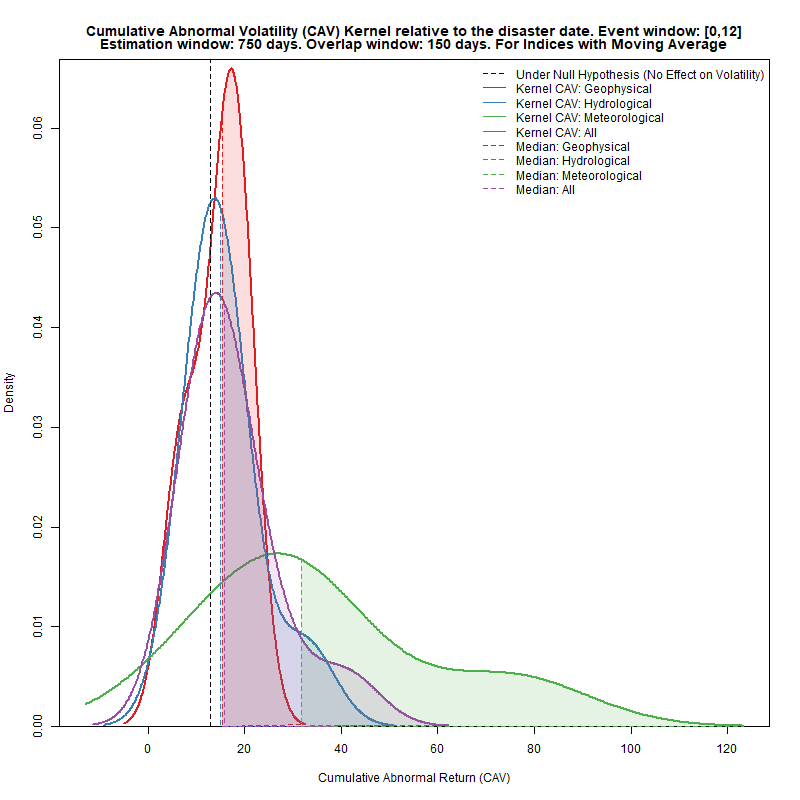 Cumulative Abnormal Volatility (CAV) Kernel relative to the disaster date. Event window: [0,12]
Estimation window: 750 days. Overlap window: 150 days. For Indices with Moving Average
Under Null Hypothesis (No Effect on Volatility)
Kernel CAV: Geophysical
Kernel CAV: Hydrological
Kernel CAV: Meteorological
Kernel CAV: All
Median: Geophysical
Median: Hydrological
Median: Meteorological
Median: All
Density
0.06
0.05
0.04
0.03
0.02
0.01
0.00
0 20 40 60 80 100 120
Cumulative Abnormal Return (CAV)